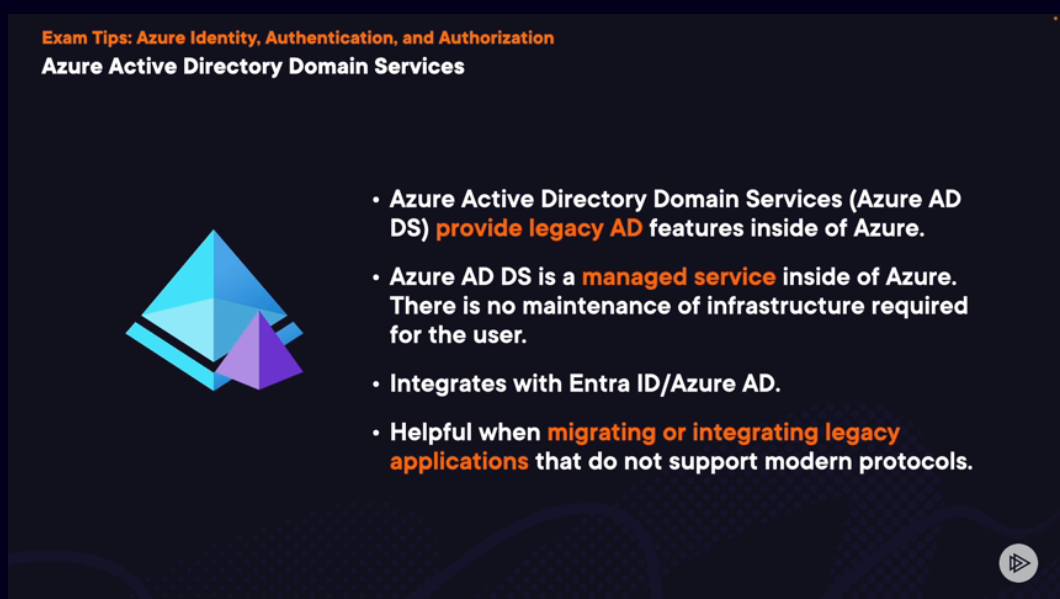 Exam Tips: Azure Identity, Authentication, and Authorization
Azure Active Directory Domain Services
• Azure Active Directory Domain Services (Azure AD
DS) provide legacy AD features inside of Azure.
• Azure AD DS is a managed service inside of Azure.
There is no maintenance of infrastructure required
for the user.
• Integrates with Entra ID/Azure AD.
• Helpful when migrating or integrating legacy
applications that do not support modern protocols.